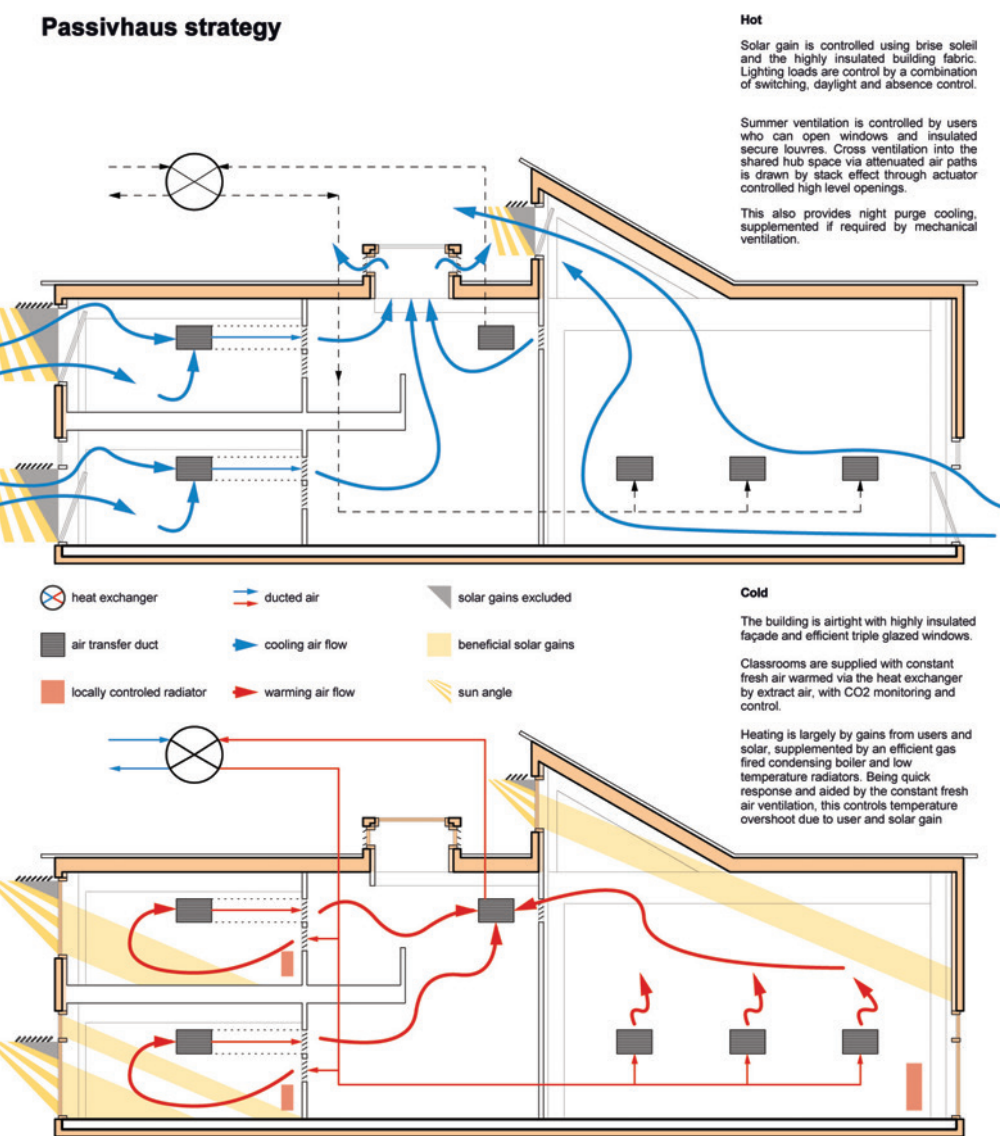 Passivhaus strategy
Hot
Solar gain is controlled using brise soleil
and the highly insulated building fabric.
Lighting loads are control by a combination
of switching, daylight and absence control.
Summer ventilation is controlled by users
who can open windows and insulated
secure louvres. Cross ventilation into the
shared hub space via attenuated air paths
is drawn by stack effect through actuator
controlled high level openings.
This also provides night purge cooling,
supplemented if required by mechanical
ventilation.
heat exchanger
ducted air
solar gains excluded
air transfer duct
cooling air flow
beneficial solar gains
locally controled radiator
warming air flow
sun angle
Cold
The building is airtight with highly insulated
façade and efficient triple glazed windows.
Classrooms are supplied with constant
fresh air warmed via the heat exchanger
by extract air, with CO2 monitoring and
control.
Heating is largely by gains from users and
solar, supplemented by an efficient gas
fired condensing boiler and low
temperature radiators. Being quick
response and aided by the constant fresh
air ventilation, this controls temperature
overshoot due to user and solar gain